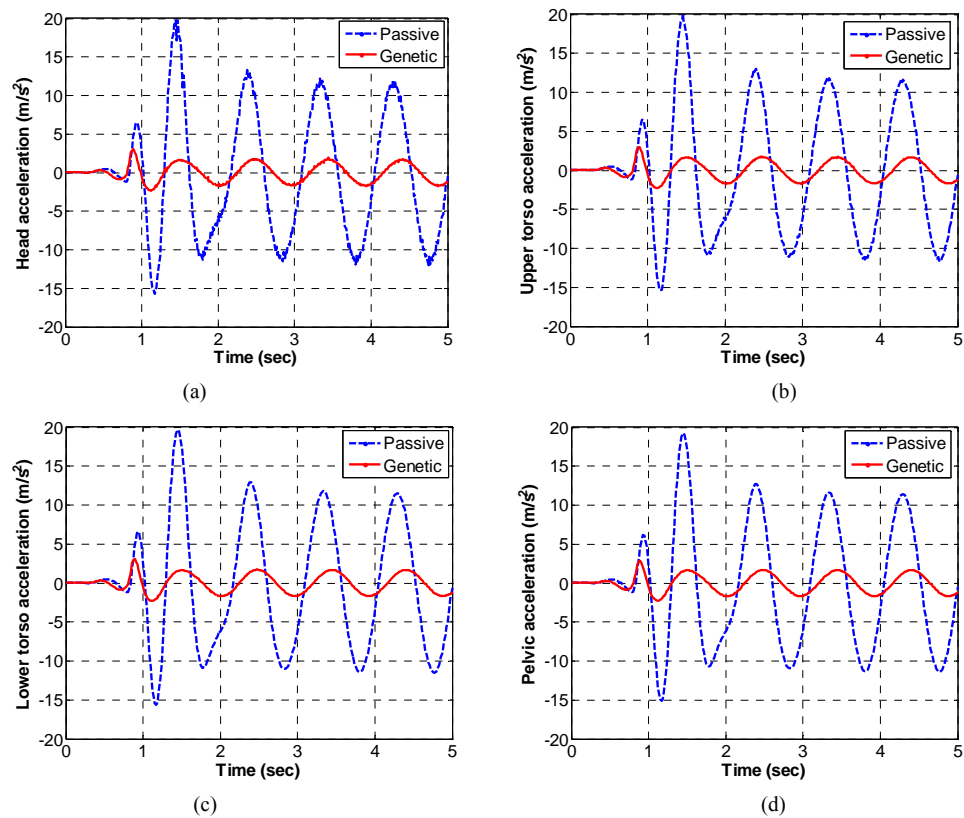 Head acceleration (m/s²)
20
15
10
5
0
-5
-10
-15
-20
0 1 2 3 4 5
Time (sec)
Passive
Genetic
(a)
Upper torso acceleration (m/s²)
20
15
10
5
0
-5
-10
-15
-20
0 1 2 3 4 5
Time (sec)
Passive
Genetic
(b)
Lower torso acceleration (m/s²)
20
15
10
5
0
-5
-10
-15
-20
0 1 2 3 4 5
Time (sec)
Passive
Genetic
(c)
Pelvic acceleration (m/s²)
20
15
10
5
0
-5
-10
-15
-20
0 1 2 3 4 5
Time (sec)
Passive
Genetic
(d)